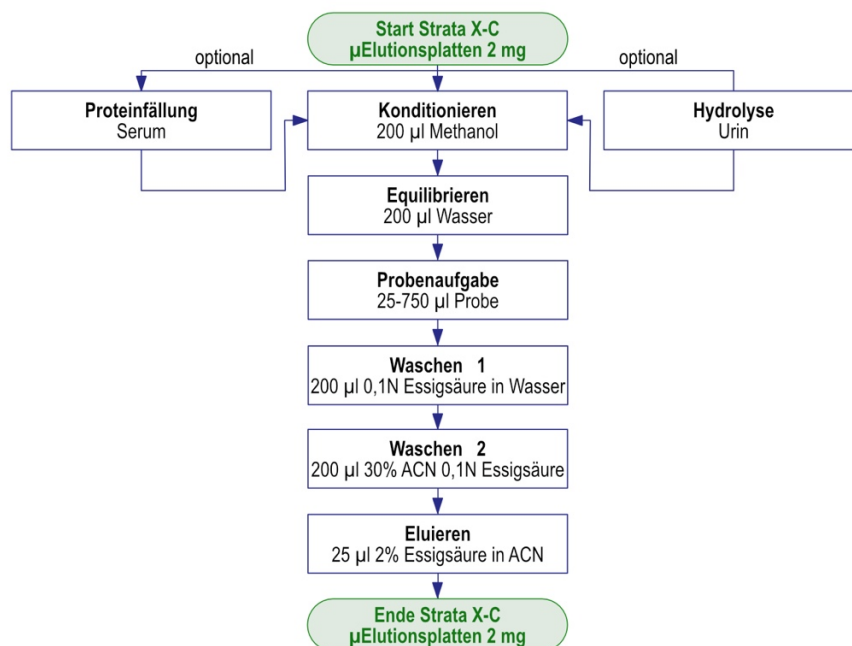 Start Strata X-C
µElutionsplatten 2 mg
optional
optional
Proteinfällung
Serum
Konditionieren
200 µl Methanol
Hydrolyse
Urin
Equilibrieren
200 µl Wasser
Probenaufgabe
25-750 µl Probe
Waschen 1
200 µl 0,1N Essigsäure in Wasser
Waschen 2
200 µl 30% ACN 0,1N Essigsäure
Eluieren
25 µl 2% Essigsäure in ACN
Ende Strata X-C
µElutionsplatten 2 mg